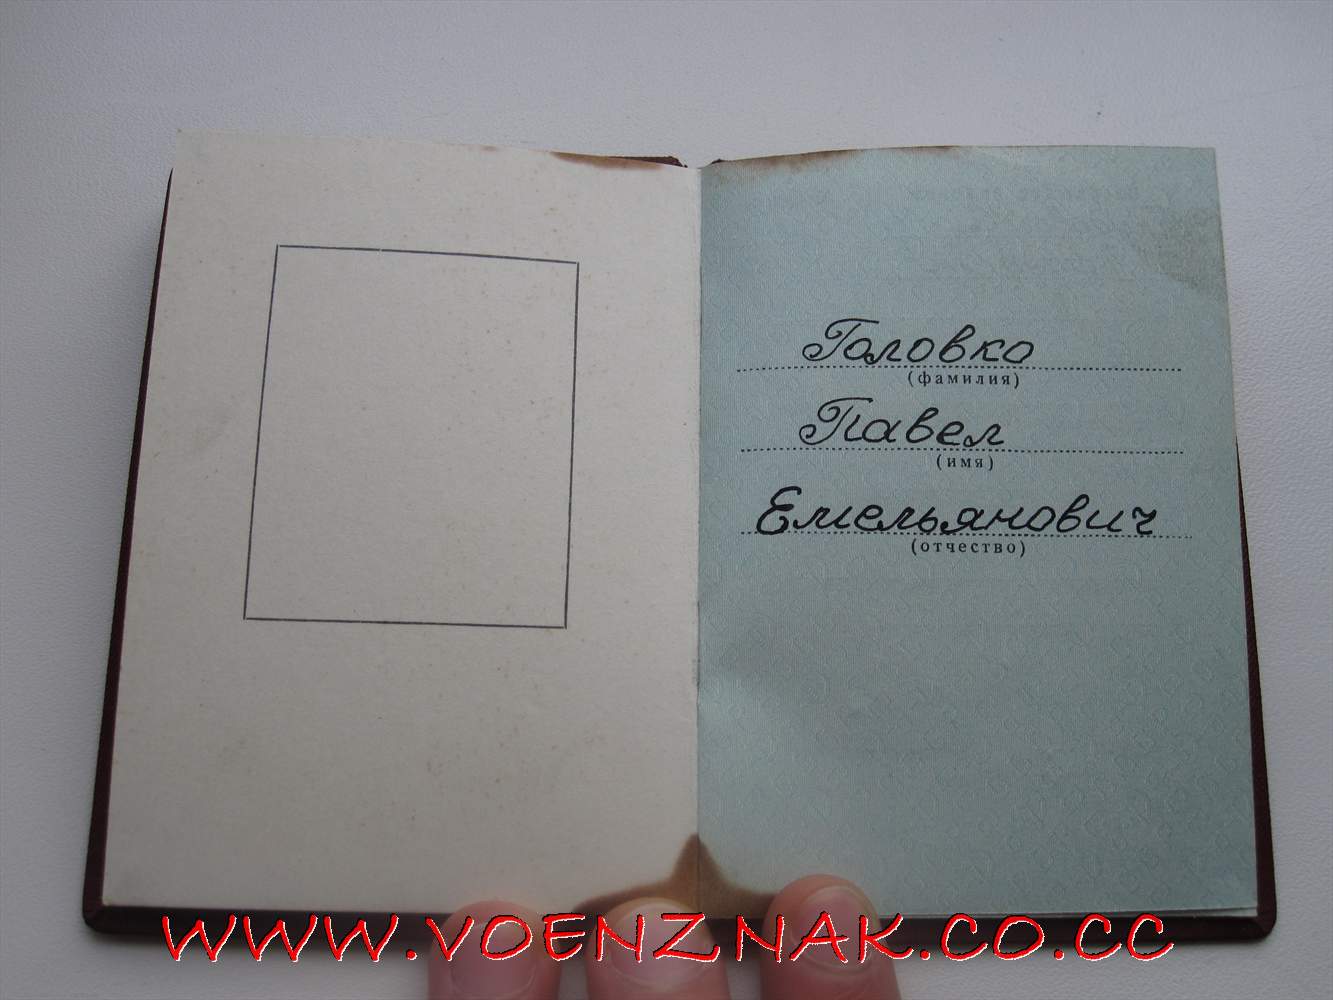 Головко
(фамилия)
Павел
(имя)
Емельянович
(отчество)
WWW.VOENZNAK.CO.CC